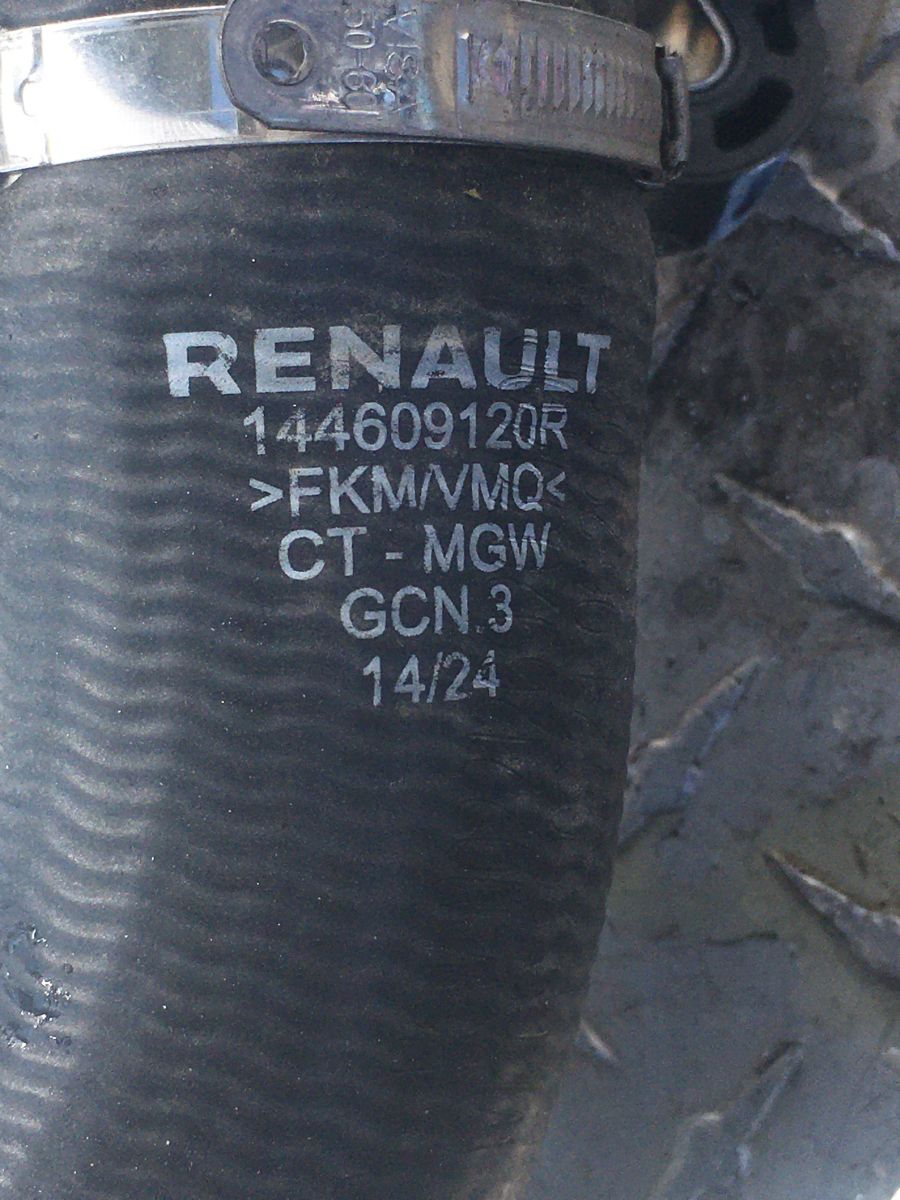 50-60
RENAULT
144609120R
>FKM/VMQ<
CT - MGW
GCN.3
14/24